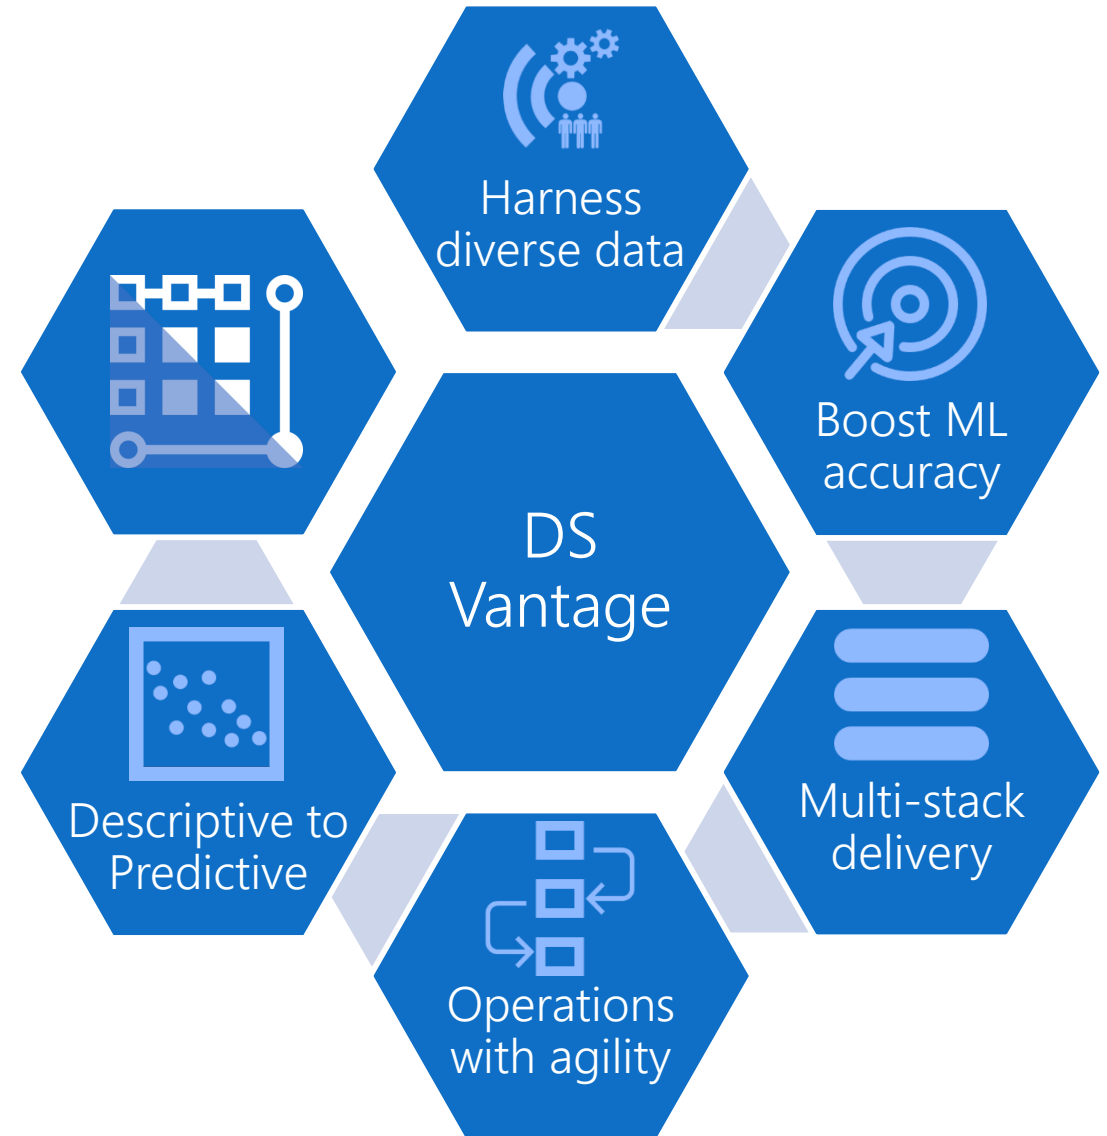 Harness
diverse data
Boost ML
accuracy
DS
Vantage
Multi-stack
delivery
Descriptive to
Predictive
Operations
with agility